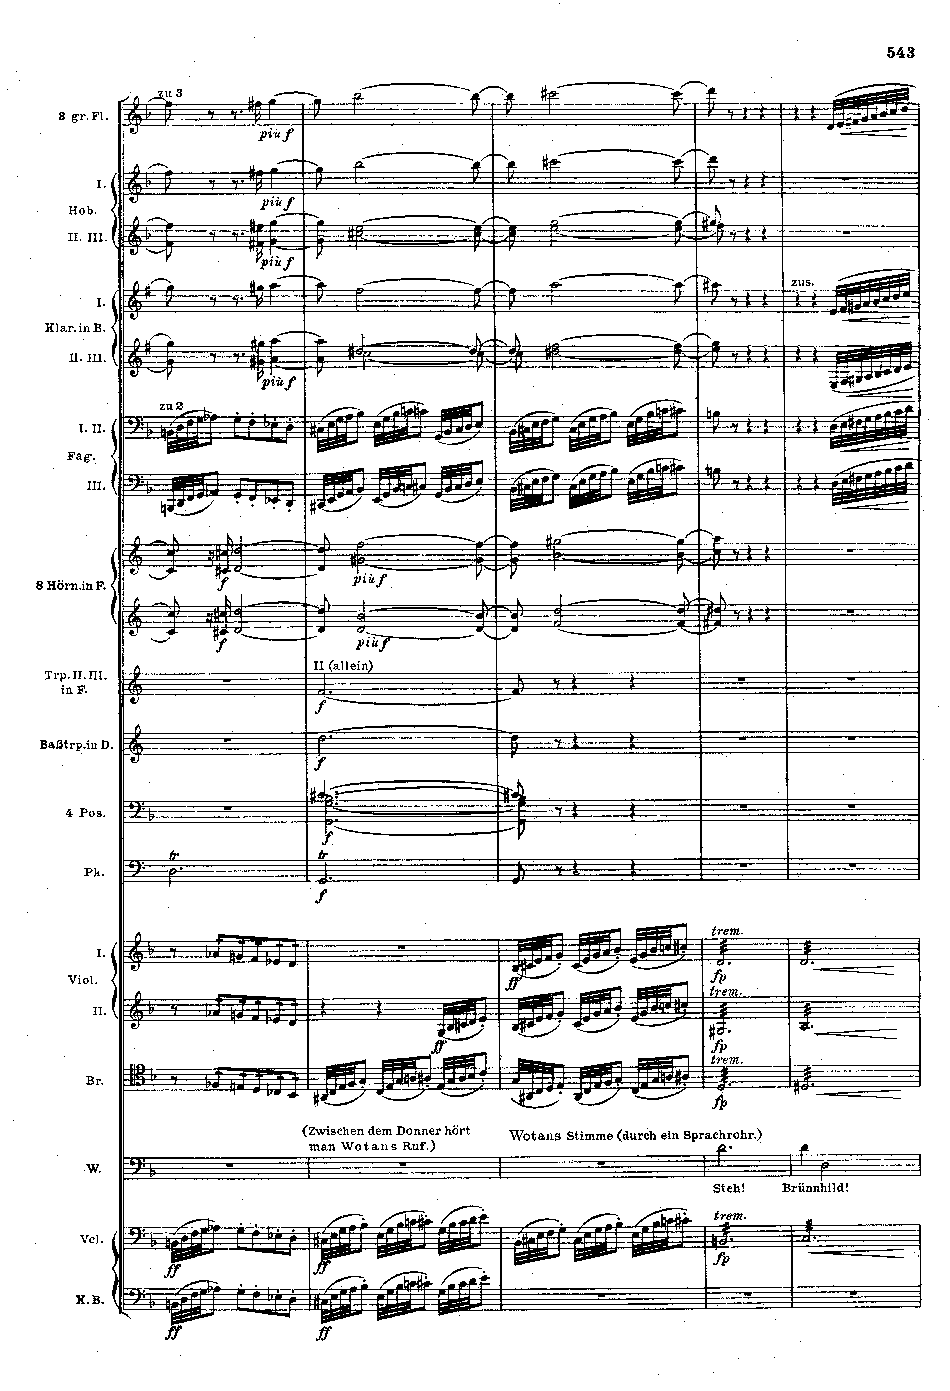 543
zu 3
8 gr. Fl.
più f
I.
Hob.
più f
II. III.
più f
I.
zus.
Klar. in B.
II. III.
più f
zu 2
I. II.
Fag.
III.
8 Hörn. in F.
f
più f
f
più f
II (allein)
Trp. II. III.
in F.
f
Baßtrp. in D.
f
4 Pos.
f
tr
tr
Pk.
f
trem.
I.
Viol.
ff
fp
trem.
II.
ff
fp
trem.
Br.
fp
(Zwischen dem Donner hört
man Wotans Ruf.)
Wotans Stimme (durch ein Sprachrohr.)
W.
Steh! Brünnhild!
trem.
Vcl.
ff
ff
fp
K. B.
ff
ff